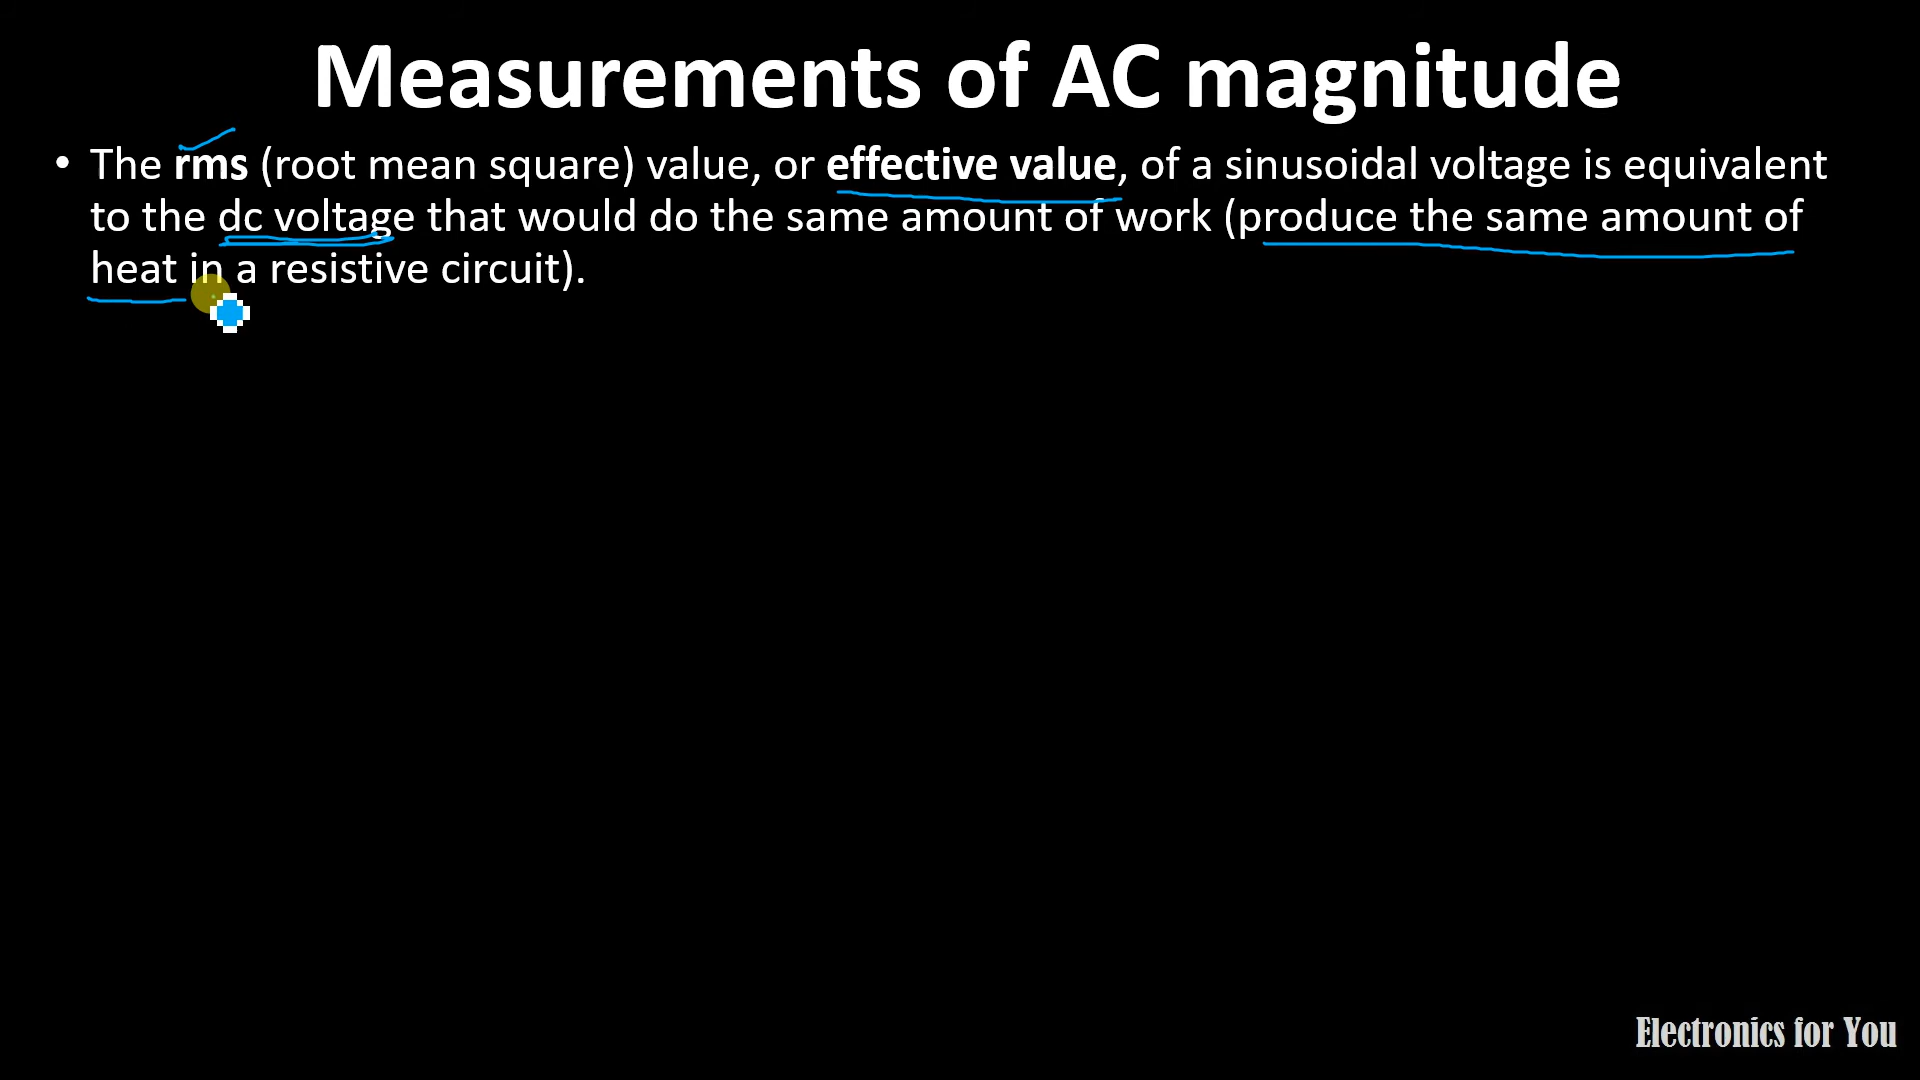 Measurements of AC magnitude
• The rms (root mean square) value, or effective value, of a sinusoidal voltage is equivalent
to the dc voltage that would do the same amount of work (produce the same amount of
heat in a resistive circuit).
Electronics for You